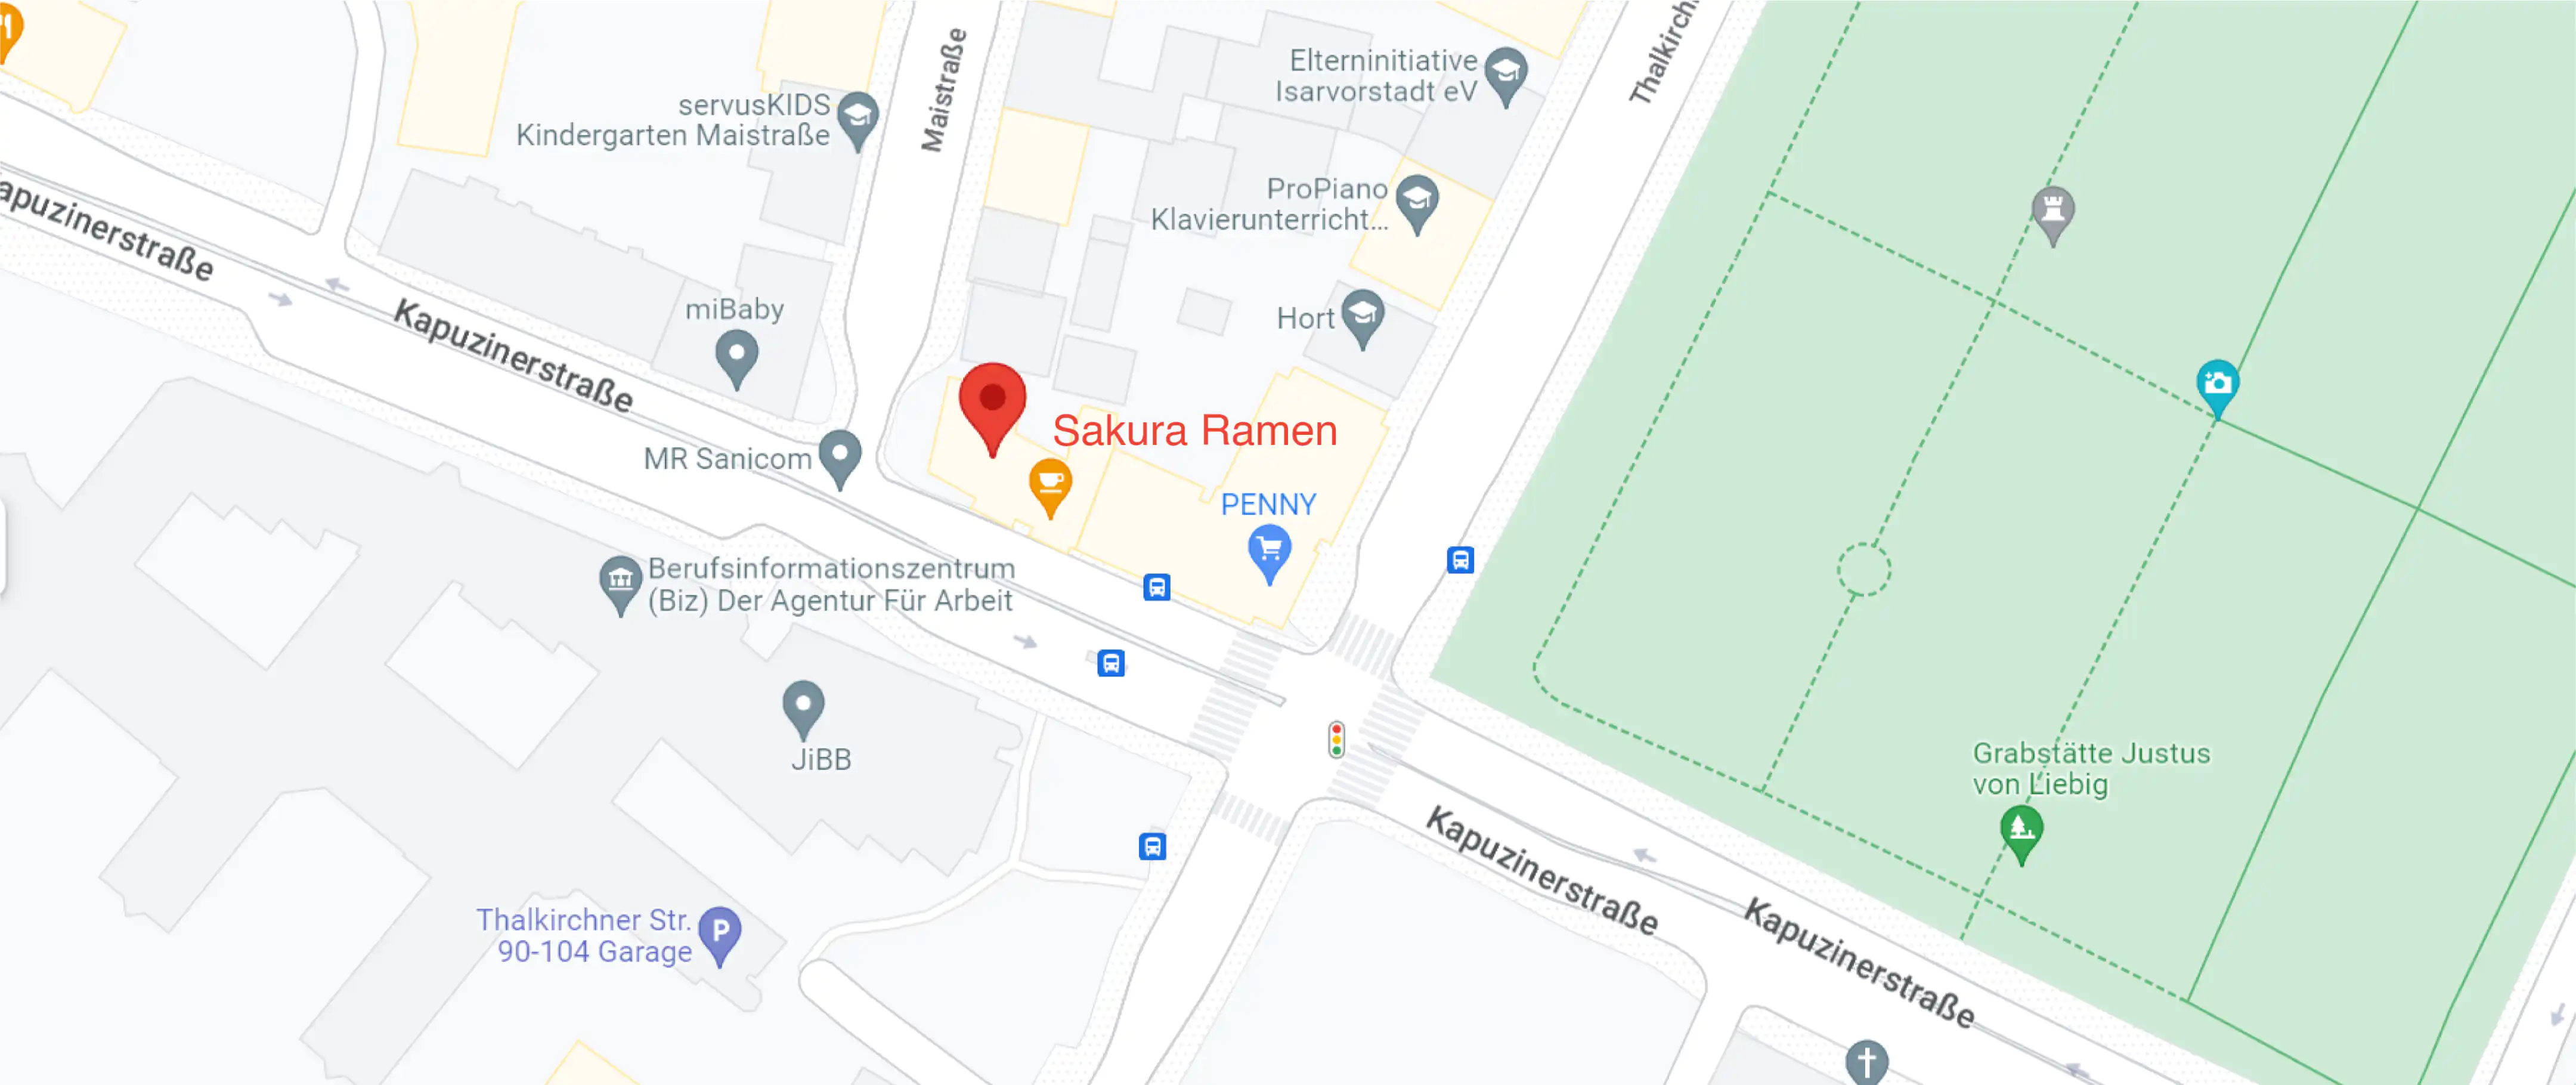 Maistraße
Thalkirchn
Elterninitiative
Isarvorstadt eV
servusKIDS
Kindergarten Maistraße
ProPiano
Klavierunterricht...
apuzinerstraße
Kapuzinerstraße
miBaby
Hort
Sakura Ramen
MR Sanicom
PENNY
Berufsinformationszentrum
(Biz) Der Agentur Für Arbeit
JiBB
Grabstätte Justus
von Liebig
Kapuzinerstraße
Kapuzinerstraße
Thalkirchner Str.
90-104 Garage
P